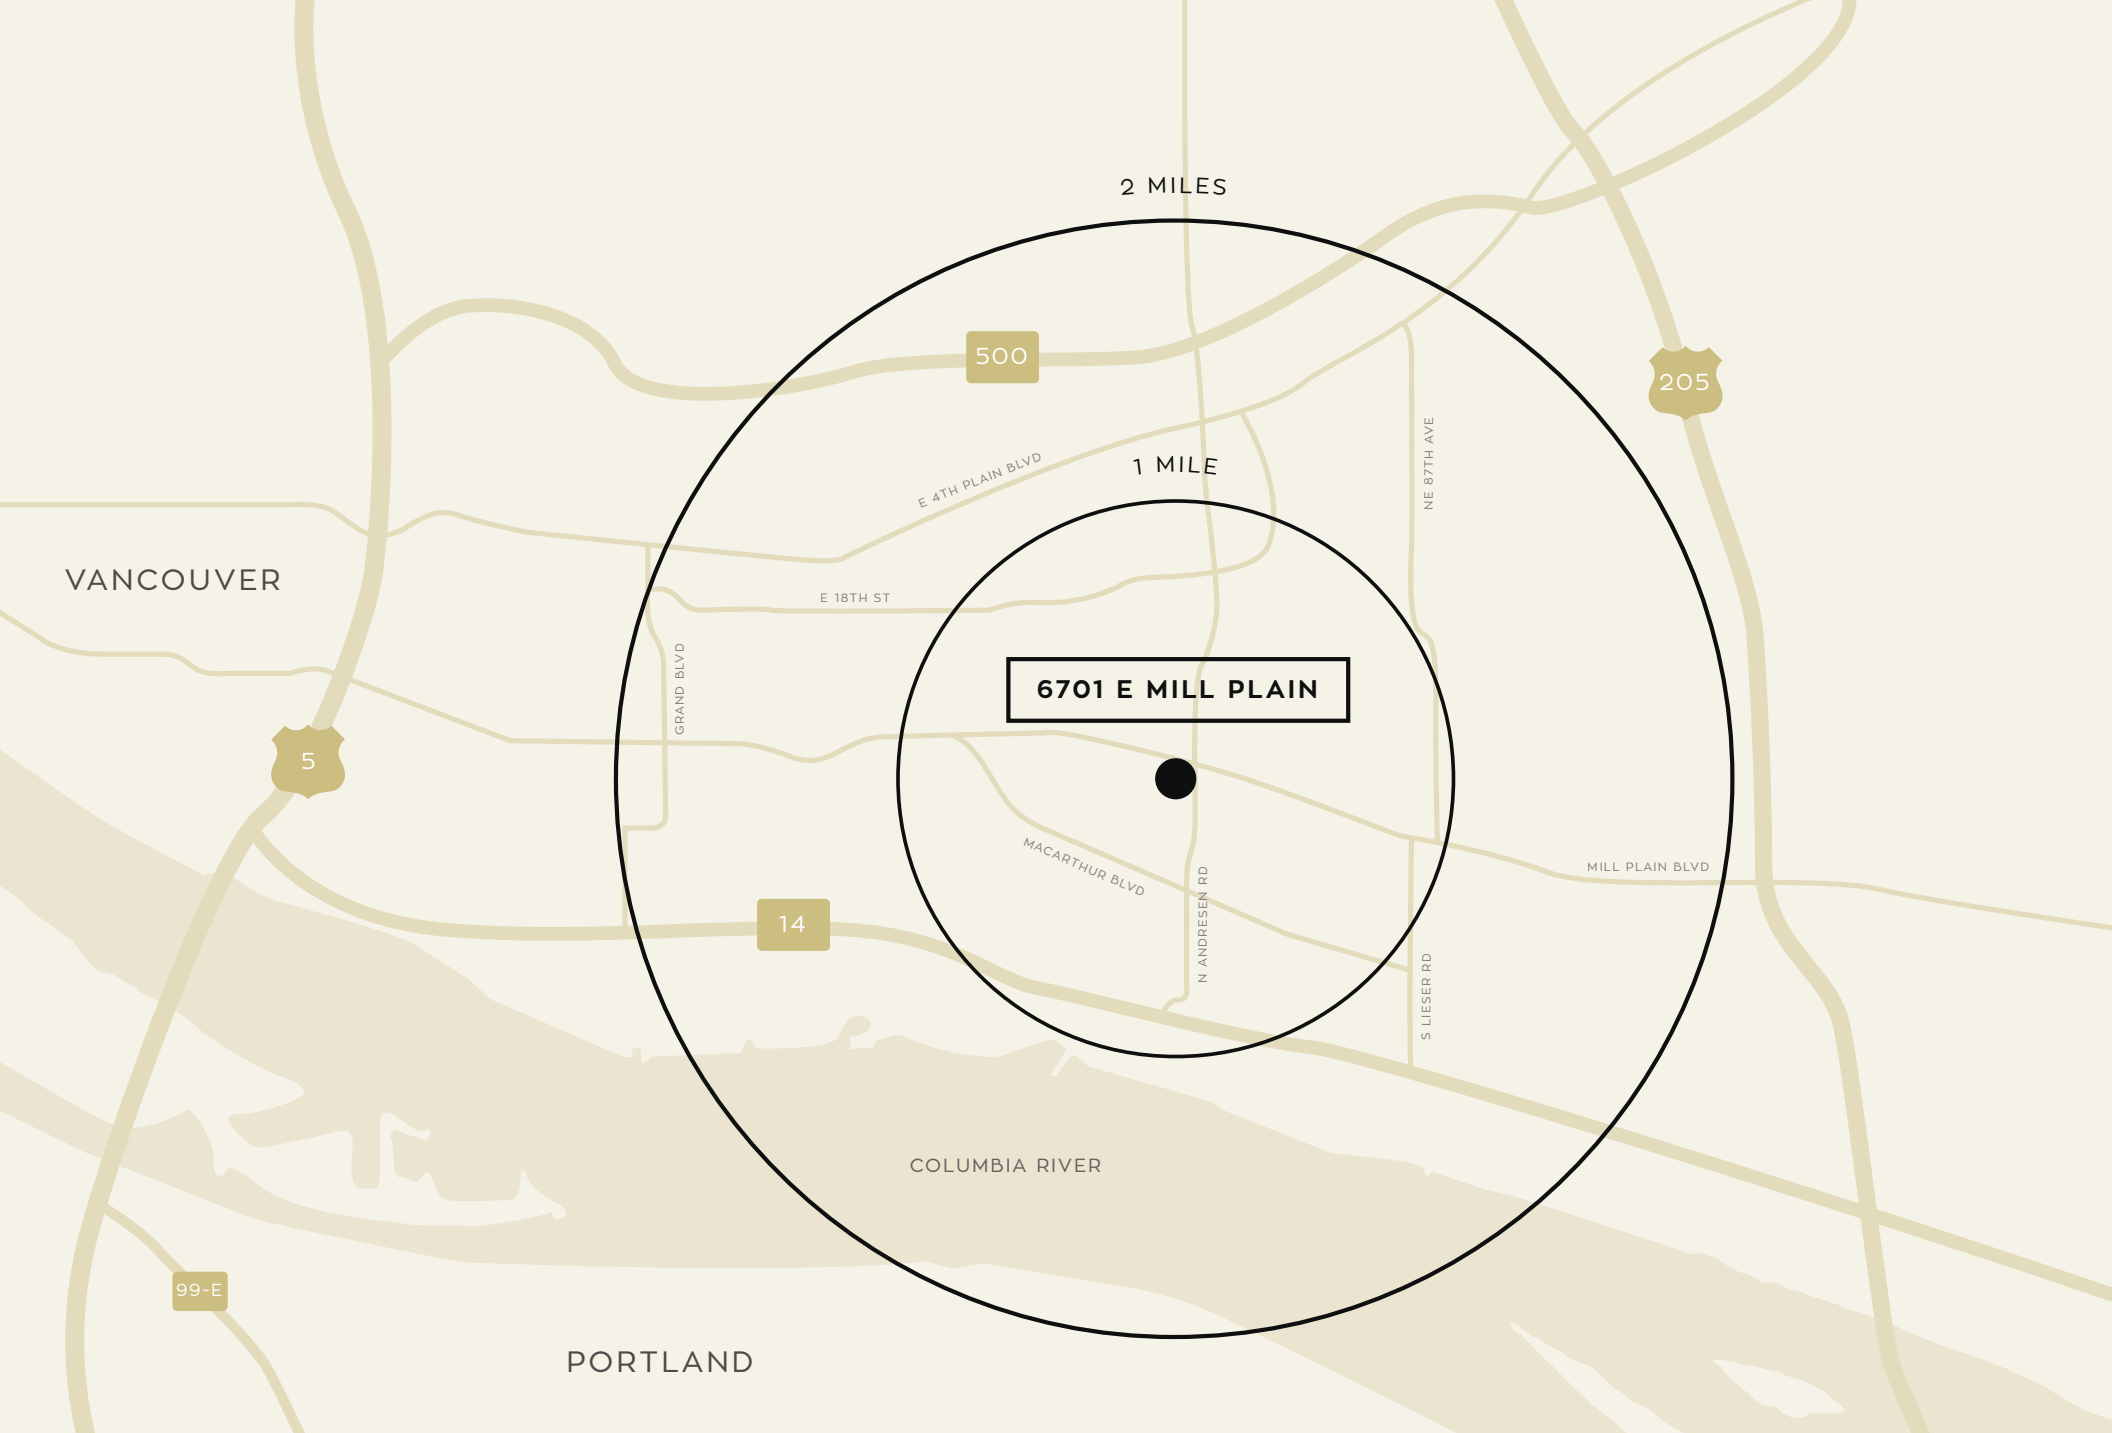 2 MILES
500
205
NE 87TH AVE
E 4TH PLAIN BLVD
1 MILE
VANCOUVER
E 18TH ST
GRAND BLVD
6701 E MILL PLAIN
5
MACARTHUR BLVD
MILL PLAIN BLVD
14
N ANDRESEN RD
S LIESER RD
COLUMBIA RIVER
99-E
PORTLAND